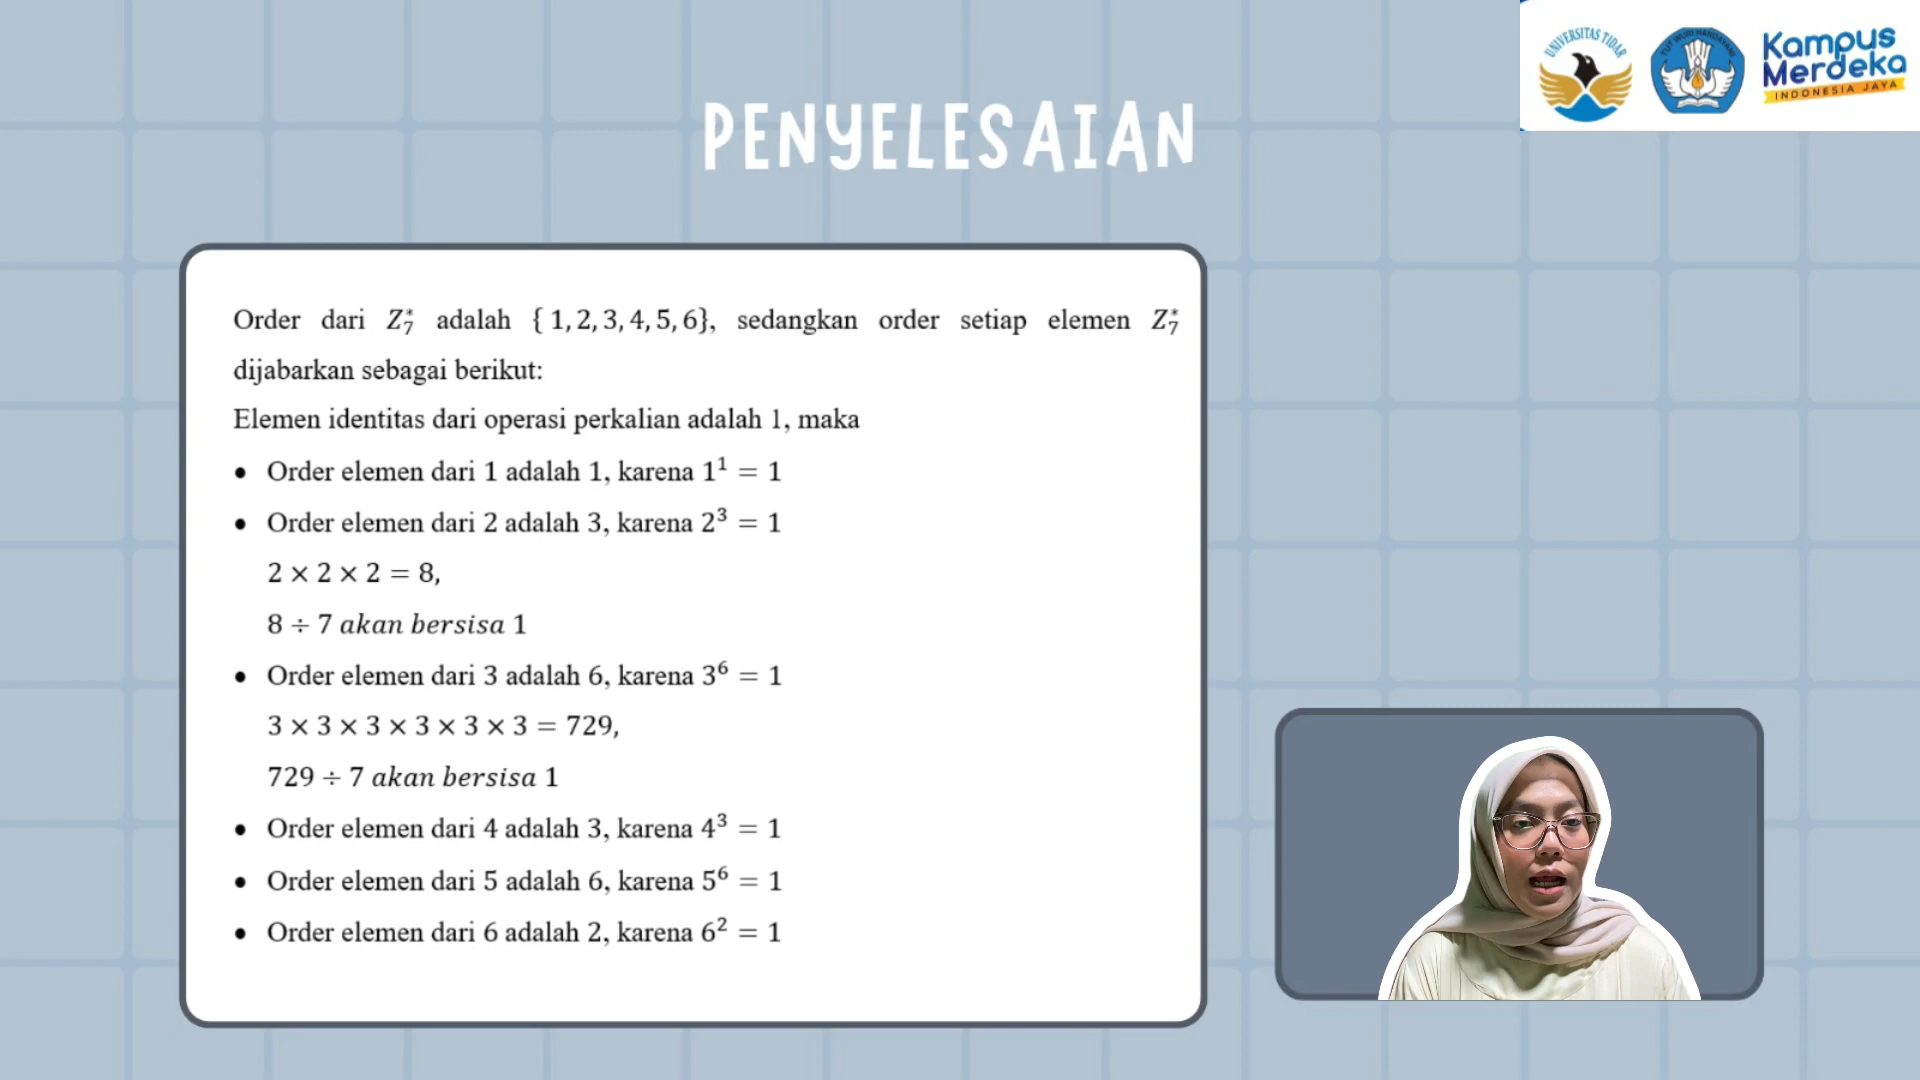 UNIVERSITAS TIDAR
TUT WURI HANDAYANI
Kampus
Merdeka
INDONESIA JAYA
PENYELESAIAN
Order dari Z₇* adalah { 1, 2, 3, 4, 5, 6}, sedangkan order setiap elemen Z₇*
dijabarkan sebagai berikut:
Elemen identitas dari operasi perkalian adalah 1, maka
• Order elemen dari 1 adalah 1, karena 1¹ = 1
• Order elemen dari 2 adalah 3, karena 2³ = 1
2 × 2 × 2 = 8,
8 ÷ 7 akan bersisa 1
• Order elemen dari 3 adalah 6, karena 3⁶ = 1
3 × 3 × 3 × 3 × 3 × 3 = 729,
729 ÷ 7 akan bersisa 1
• Order elemen dari 4 adalah 3, karena 4³ = 1
• Order elemen dari 5 adalah 6, karena 5⁶ = 1
• Order elemen dari 6 adalah 2, karena 6² = 1